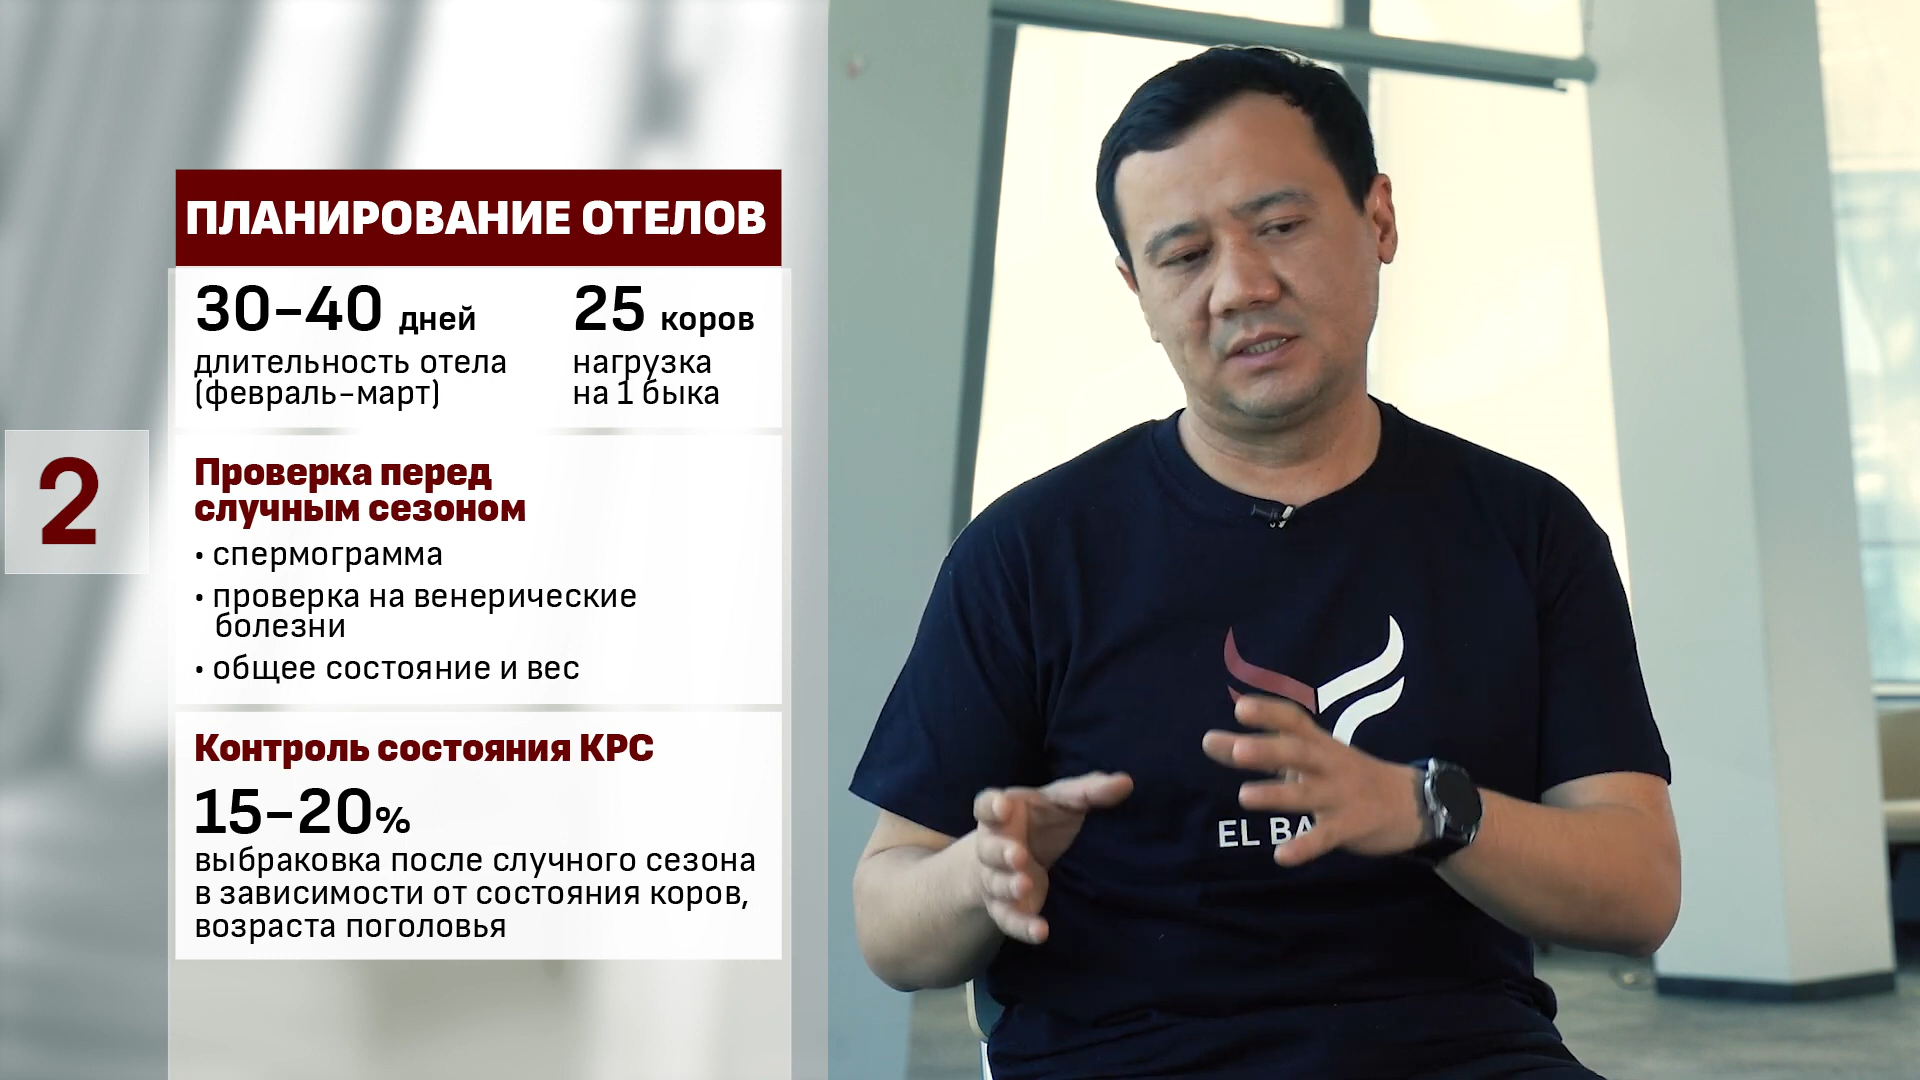 ПЛАНИРОВАНИЕ ОТЕЛОВ
30-40 дней
длительность отела
(февраль-март)
25 коров
нагрузка
на 1 быка
2
Проверка перед
случным сезоном
• спермограмма
• проверка на венерические
болезни
• общее состояние и вес
Контроль состояния КРС
15-20%
выбраковка после случного сезона
в зависимости от состояния коров,
возраста поголовья
EL